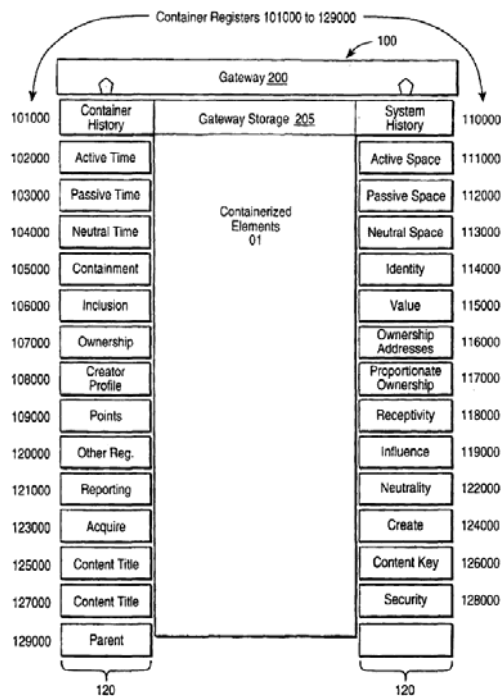 Container Registers 101000 to 129000
100
Gateway 200
101000 Container History Gateway Storage 205 System History 110000
102000 Active Time Active Space 111000
103000 Passive Time Passive Space 112000
104000 Neutral Time Containerized Elements 01 Neutral Space 113000
105000 Containment Identity 114000
106000 Inclusion Value 115000
107000 Ownership Ownership Addresses 116000
108000 Creator Profile Proportionate Ownership 117000
109000 Points Receptivity 118000
120000 Other Reg. Influence 119000
121000 Reporting Neutrality 122000
123000 Acquire Create 124000
125000 Content Title Content Key 126000
127000 Content Title Security 128000
129000 Parent
120 120